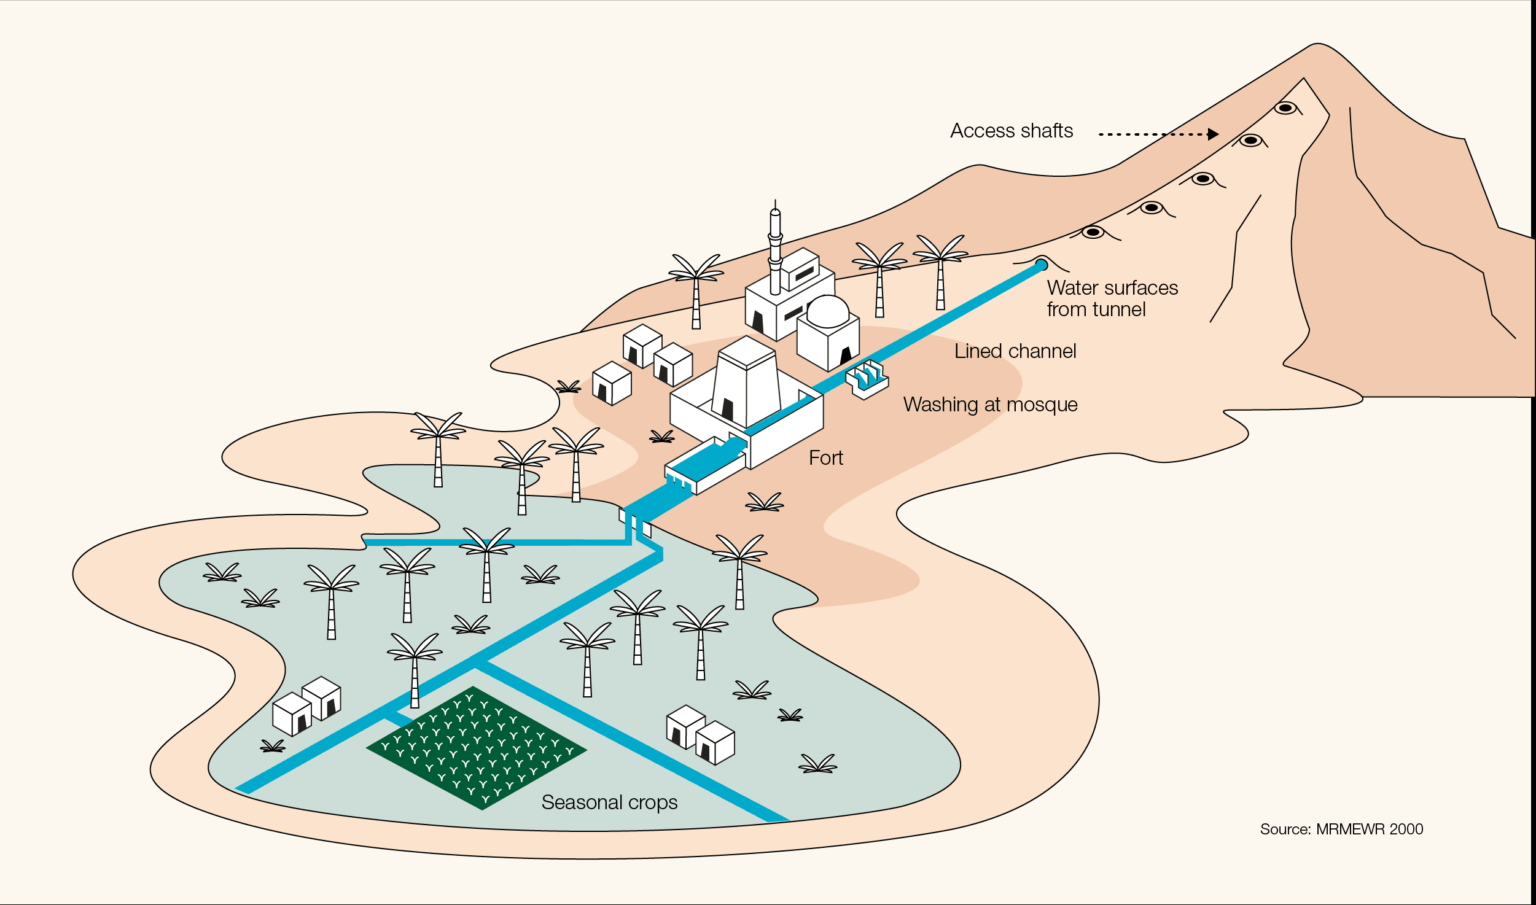 Access shafts
Water surfaces
from tunnel
Lined channel
Washing at mosque
Fort
Seasonal crops
Source: MRMEWR 2000